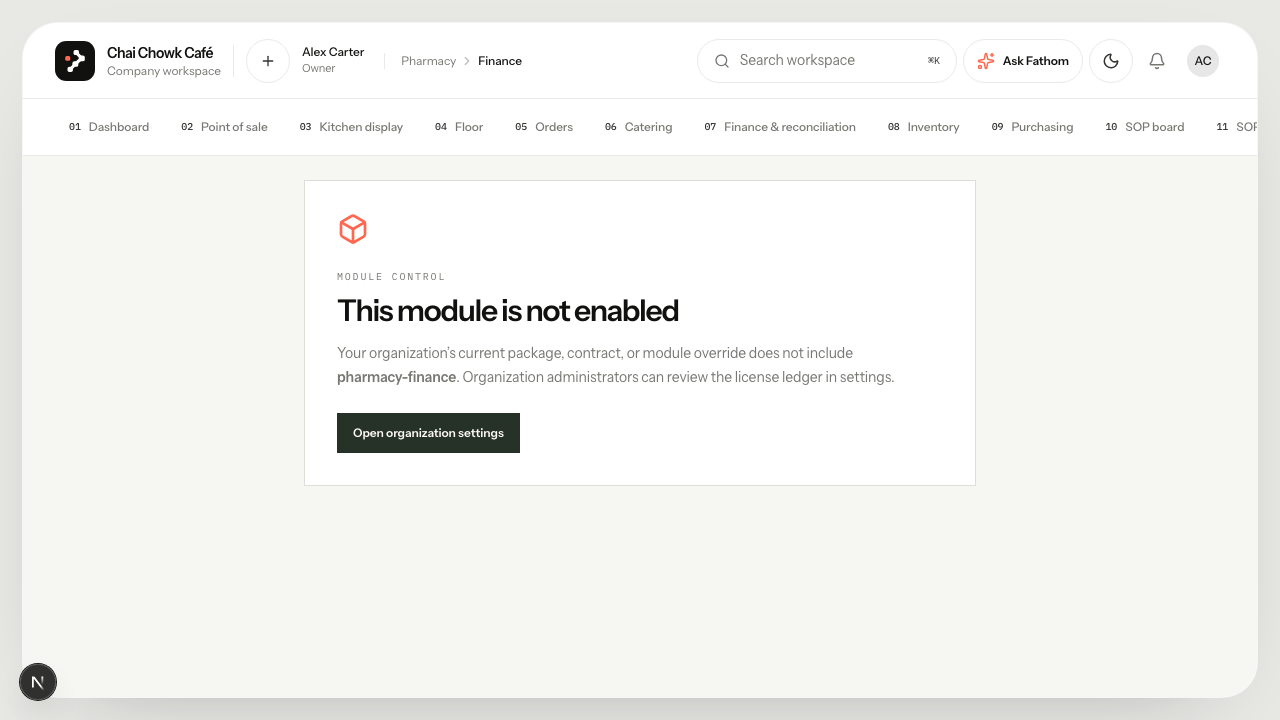 Chai Chowk Café
Company workspace
Alex Carter
Owner
Pharmacy
Finance
Search workspace
⌘K
Ask Fathom
AC
01 Dashboard
02 Point of sale
03 Kitchen display
04 Floor
05 Orders
06 Catering
07 Finance & reconciliation
08 Inventory
09 Purchasing
10 SOP board
11 SOP
MODULE CONTROL
This module is not enabled
Your organization's current package, contract, or module override does not include
pharmacy-finance. Organization administrators can review the license ledger in settings.
Open organization settings
N